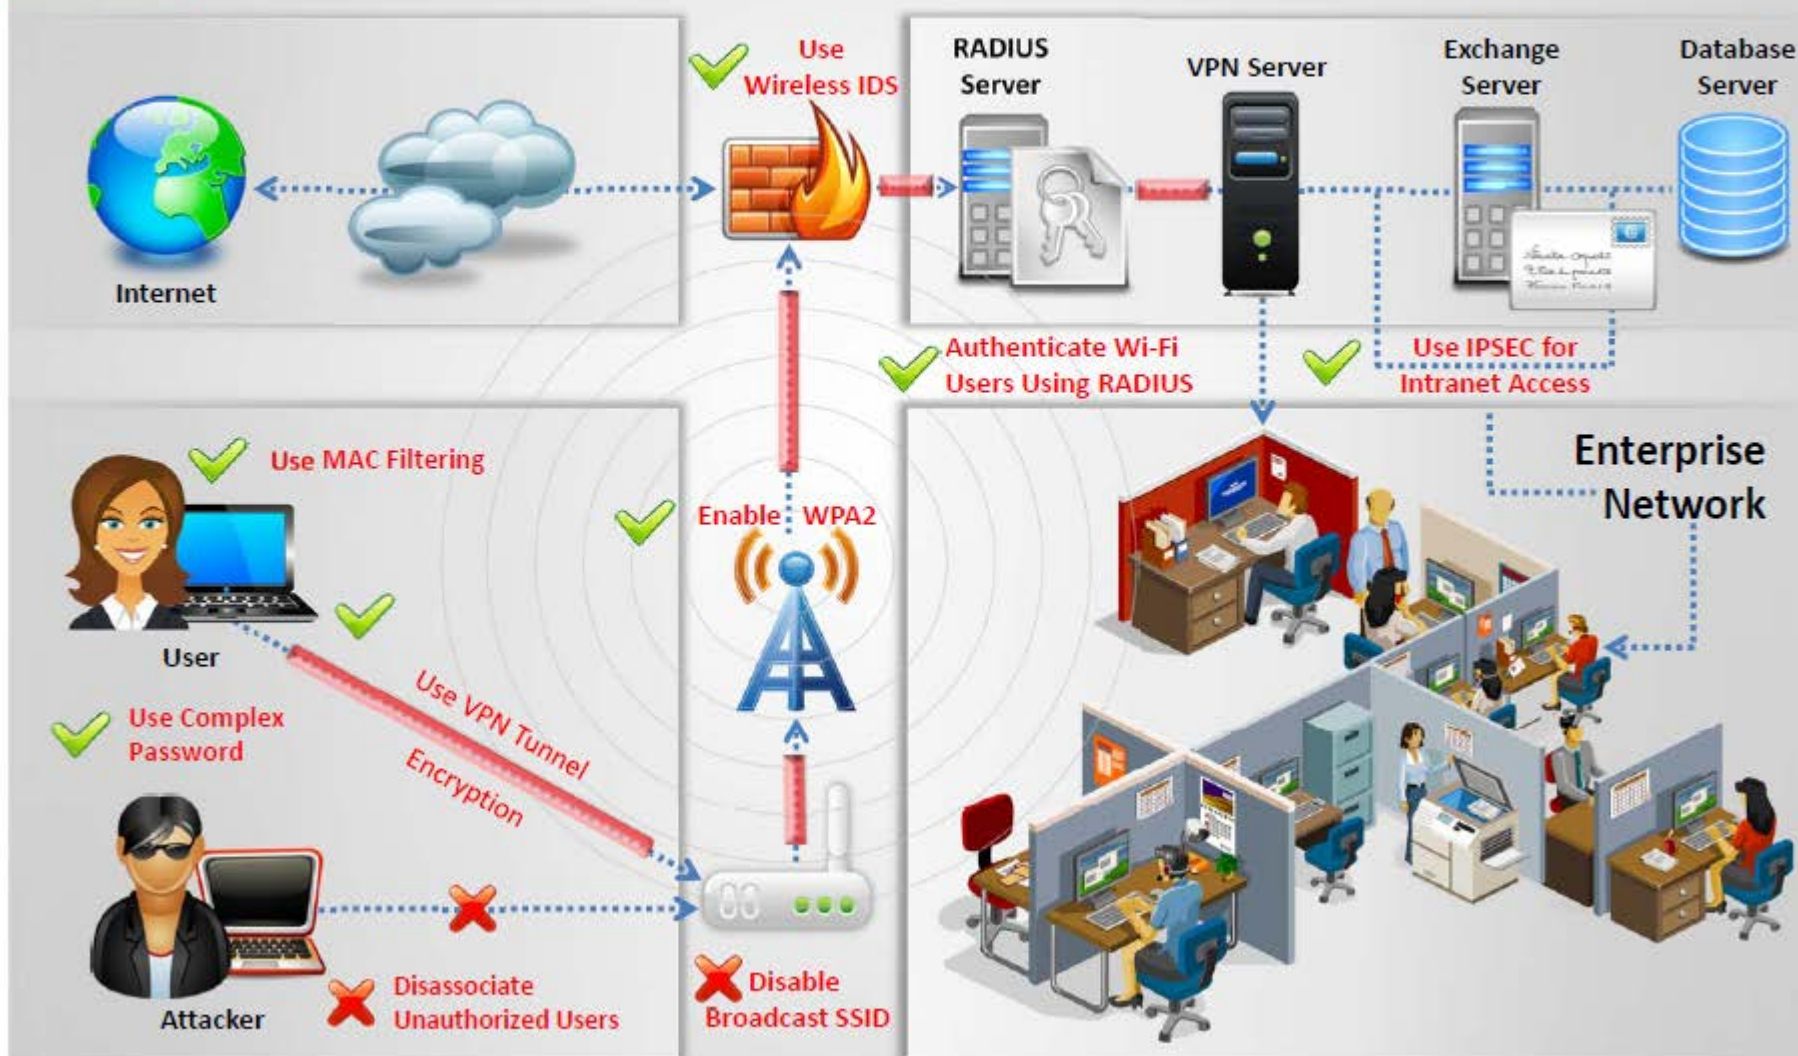 Use
Wireless IDS
RADIUS
Server
VPN Server
Exchange
Server
Database
Server
Internet
Authenticate Wi-Fi
Users Using RADIUS
Use IPSEC for
Intranet Access
Use MAC Filtering
Enable WPA2
Enterprise
Network
User
Use VPN Tunnel
Encryption
Use Complex
Password
Attacker
Disassociate
Unauthorized Users
Disable
Broadcast SSID